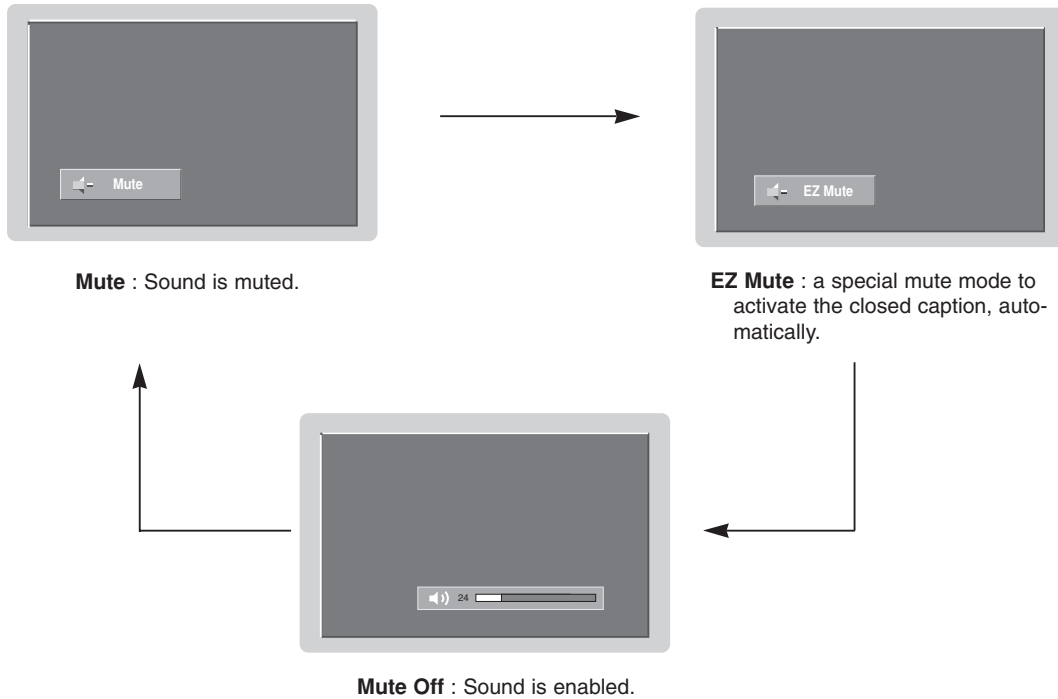 Mute
EZ Mute
Mute : Sound is muted.
EZ Mute : a special mute mode to
activate the closed caption, auto-
matically.
24
Mute Off : Sound is enabled.